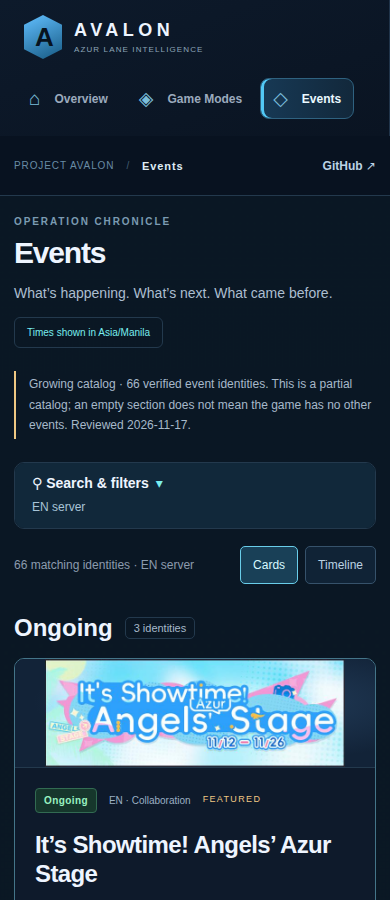 A
AVALON
AZUR LANE INTELLIGENCE
Overview
Game Modes
Events
PROJECT AVALON / Events
GitHub ↗
OPERATION CHRONICLE
Events
What’s happening. What’s next. What came before.
Times shown in Asia/Manila
Growing catalog · 66 verified event identities. This is a partial
catalog; an empty section does not mean the game has no other
events. Reviewed 2026-11-17.
Search & filters ▾
EN server
66 matching identities · EN server
Cards
Timeline
Ongoing
3 identities
It's Showtime!
Azur
Angels' Stage
11/12 – 11/26
Ongoing
EN · Collaboration
FEATURED
It’s Showtime! Angels’ Azur
Stage